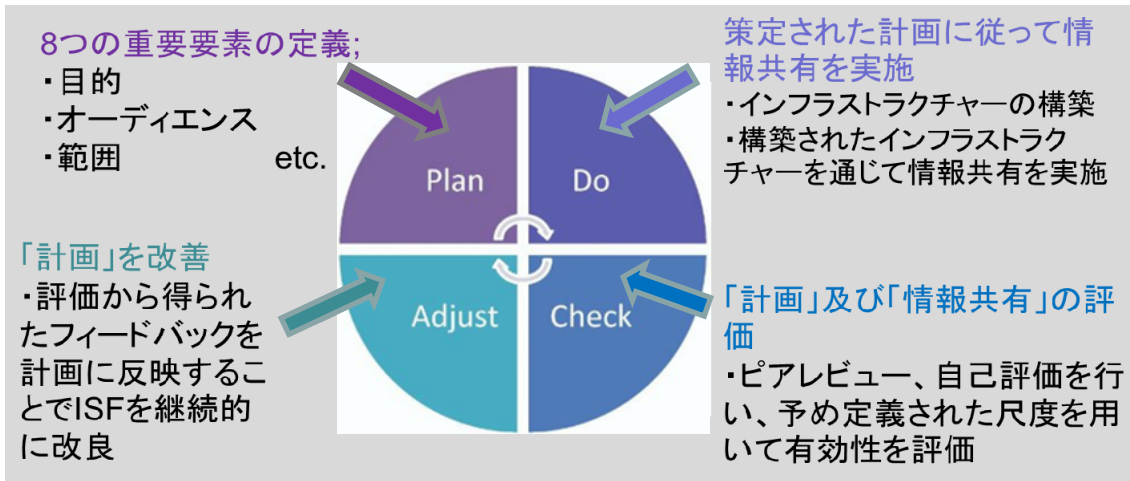 8つの重要要素の定義;
・目的
・オーディエンス
・範囲 etc.
Plan
Do
策定された計画に従って情
報共有を実施
・インフラストラクチャーの構築
・構築されたインフラストラク
チャーを通じて情報共有を実施
「計画」を改善
・評価から得られ
たフィードバックを
計画に反映するこ
とでISFを継続的
に改良
Adjust
Check
「計画」及び「情報共有」の評
価
・ピアレビュー、自己評価を行
い、予め定義された尺度を用
いて有効性を評価